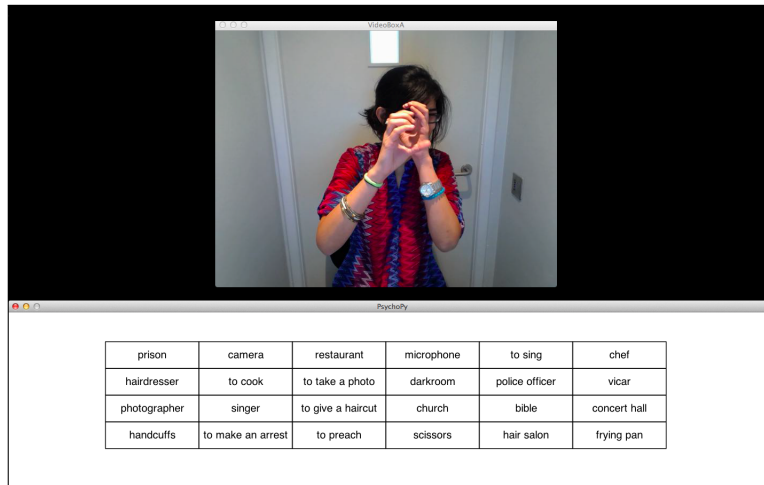 VideoBoxA
PsychoPy
prison camera restaurant microphone to sing chef
hairdresser to cook to take a photo darkroom police officer vicar
photographer singer to give a haircut church bible concert hall
handcuffs to make an arrest to preach scissors hair salon frying pan